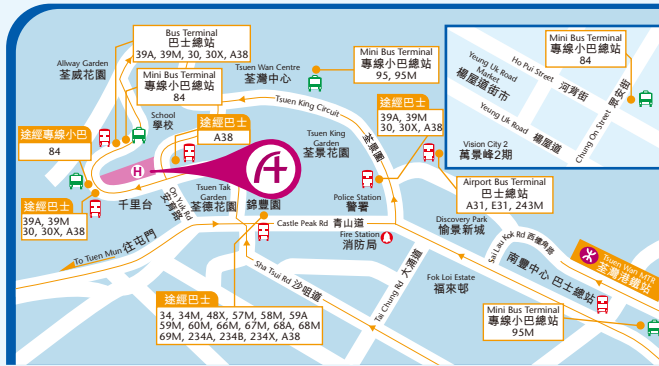 Bus Terminal
巴士總站
39A, 39M, 30, 30X, A38
Allway Garden
荃威花園
Mini Bus Terminal
專線小巴總站
84
School
學校
Tsuen Wan Centre
荃灣中心
Mini Bus Terminal
專線小巴總站
95, 95M
Tsuen King Circuit
途經專線小巴
84
途經巴士
A38
Tsuen King
Garden
荃景花園
荃景圍
途經巴士
39A, 39M
30, 30X, A38
Yeung Uk Road
Market
楊屋道街市
Ho Pui Street 河背街
Mini Bus Terminal
專線小巴總站
84
Yeung Uk Road 楊屋道
Chung On Street 眾安街
Vision City 2
萬景峰2期
H
途經巴士
39A, 39M
30, 30X, A38
千里台
On Yuk Rd
安育路
Tsuen Tak
Garden
荃德花園
錦豐園
Police Station
警署
Airport Bus Terminal
巴士總站
A31, E31, 243M
Castle Peak Rd 青山道
Fire Station
消防局
Discovery Park
愉景新城
Sai Lau Kok Rd 西樓角路
Tsuen Wan MTR
荃灣港鐵站
To Tuen Mun 往屯門
Sha Tsui Rd 沙咀道
Tai Chung Rd 大涌道
Fok Loi Estate
福來邨
南豐中心 巴士總站
途經巴士
34, 34M, 48X, 57M, 58M, 59A
59M, 60M, 66M, 67M, 68A, 68M
69M, 234A, 234B, 234X, A38
Mini Bus Terminal
專線小巴總站
95M